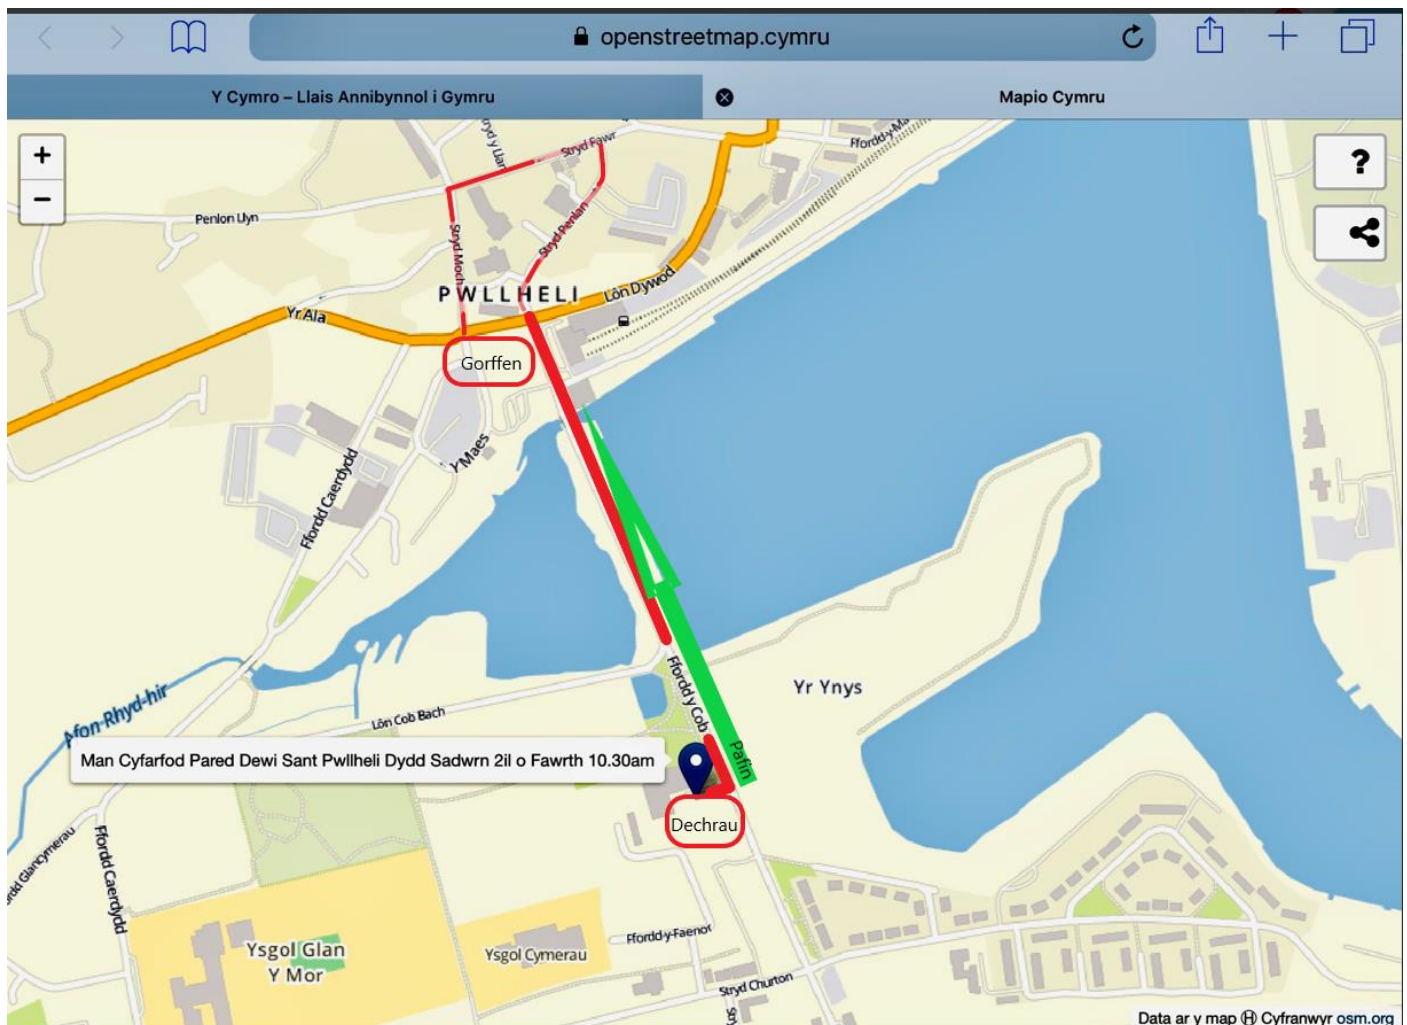 openstreetmap.cymru
Y Cymro – Llais Annibynnol i Gymru
Mapio Cymru
+
−
?
Stryd Fawr
Penlon Llyn
Stryd Penlan
Stryd Moch
PWLLHELI
Lôn Dywod
Yr Ala
Gorffen
Y Maes
Ffordd Caerdydd
Afon Rhyd-hir
Lôn Cob Bach
Ffordd y Cob
Yr Ynys
Pafin
Man Cyfarfod Pared Dewi Sant Pwllheli Dydd Sadwrn 2il o Fawrth 10.30am
Dechrau
Ffordd Caerdydd
Ysgol Glan
Y Mor
Ysgol Cymerau
Ffordd-y-Faenor
Stryd Churton
Data ar y map Ⓗ Cyfranwyr osm.org